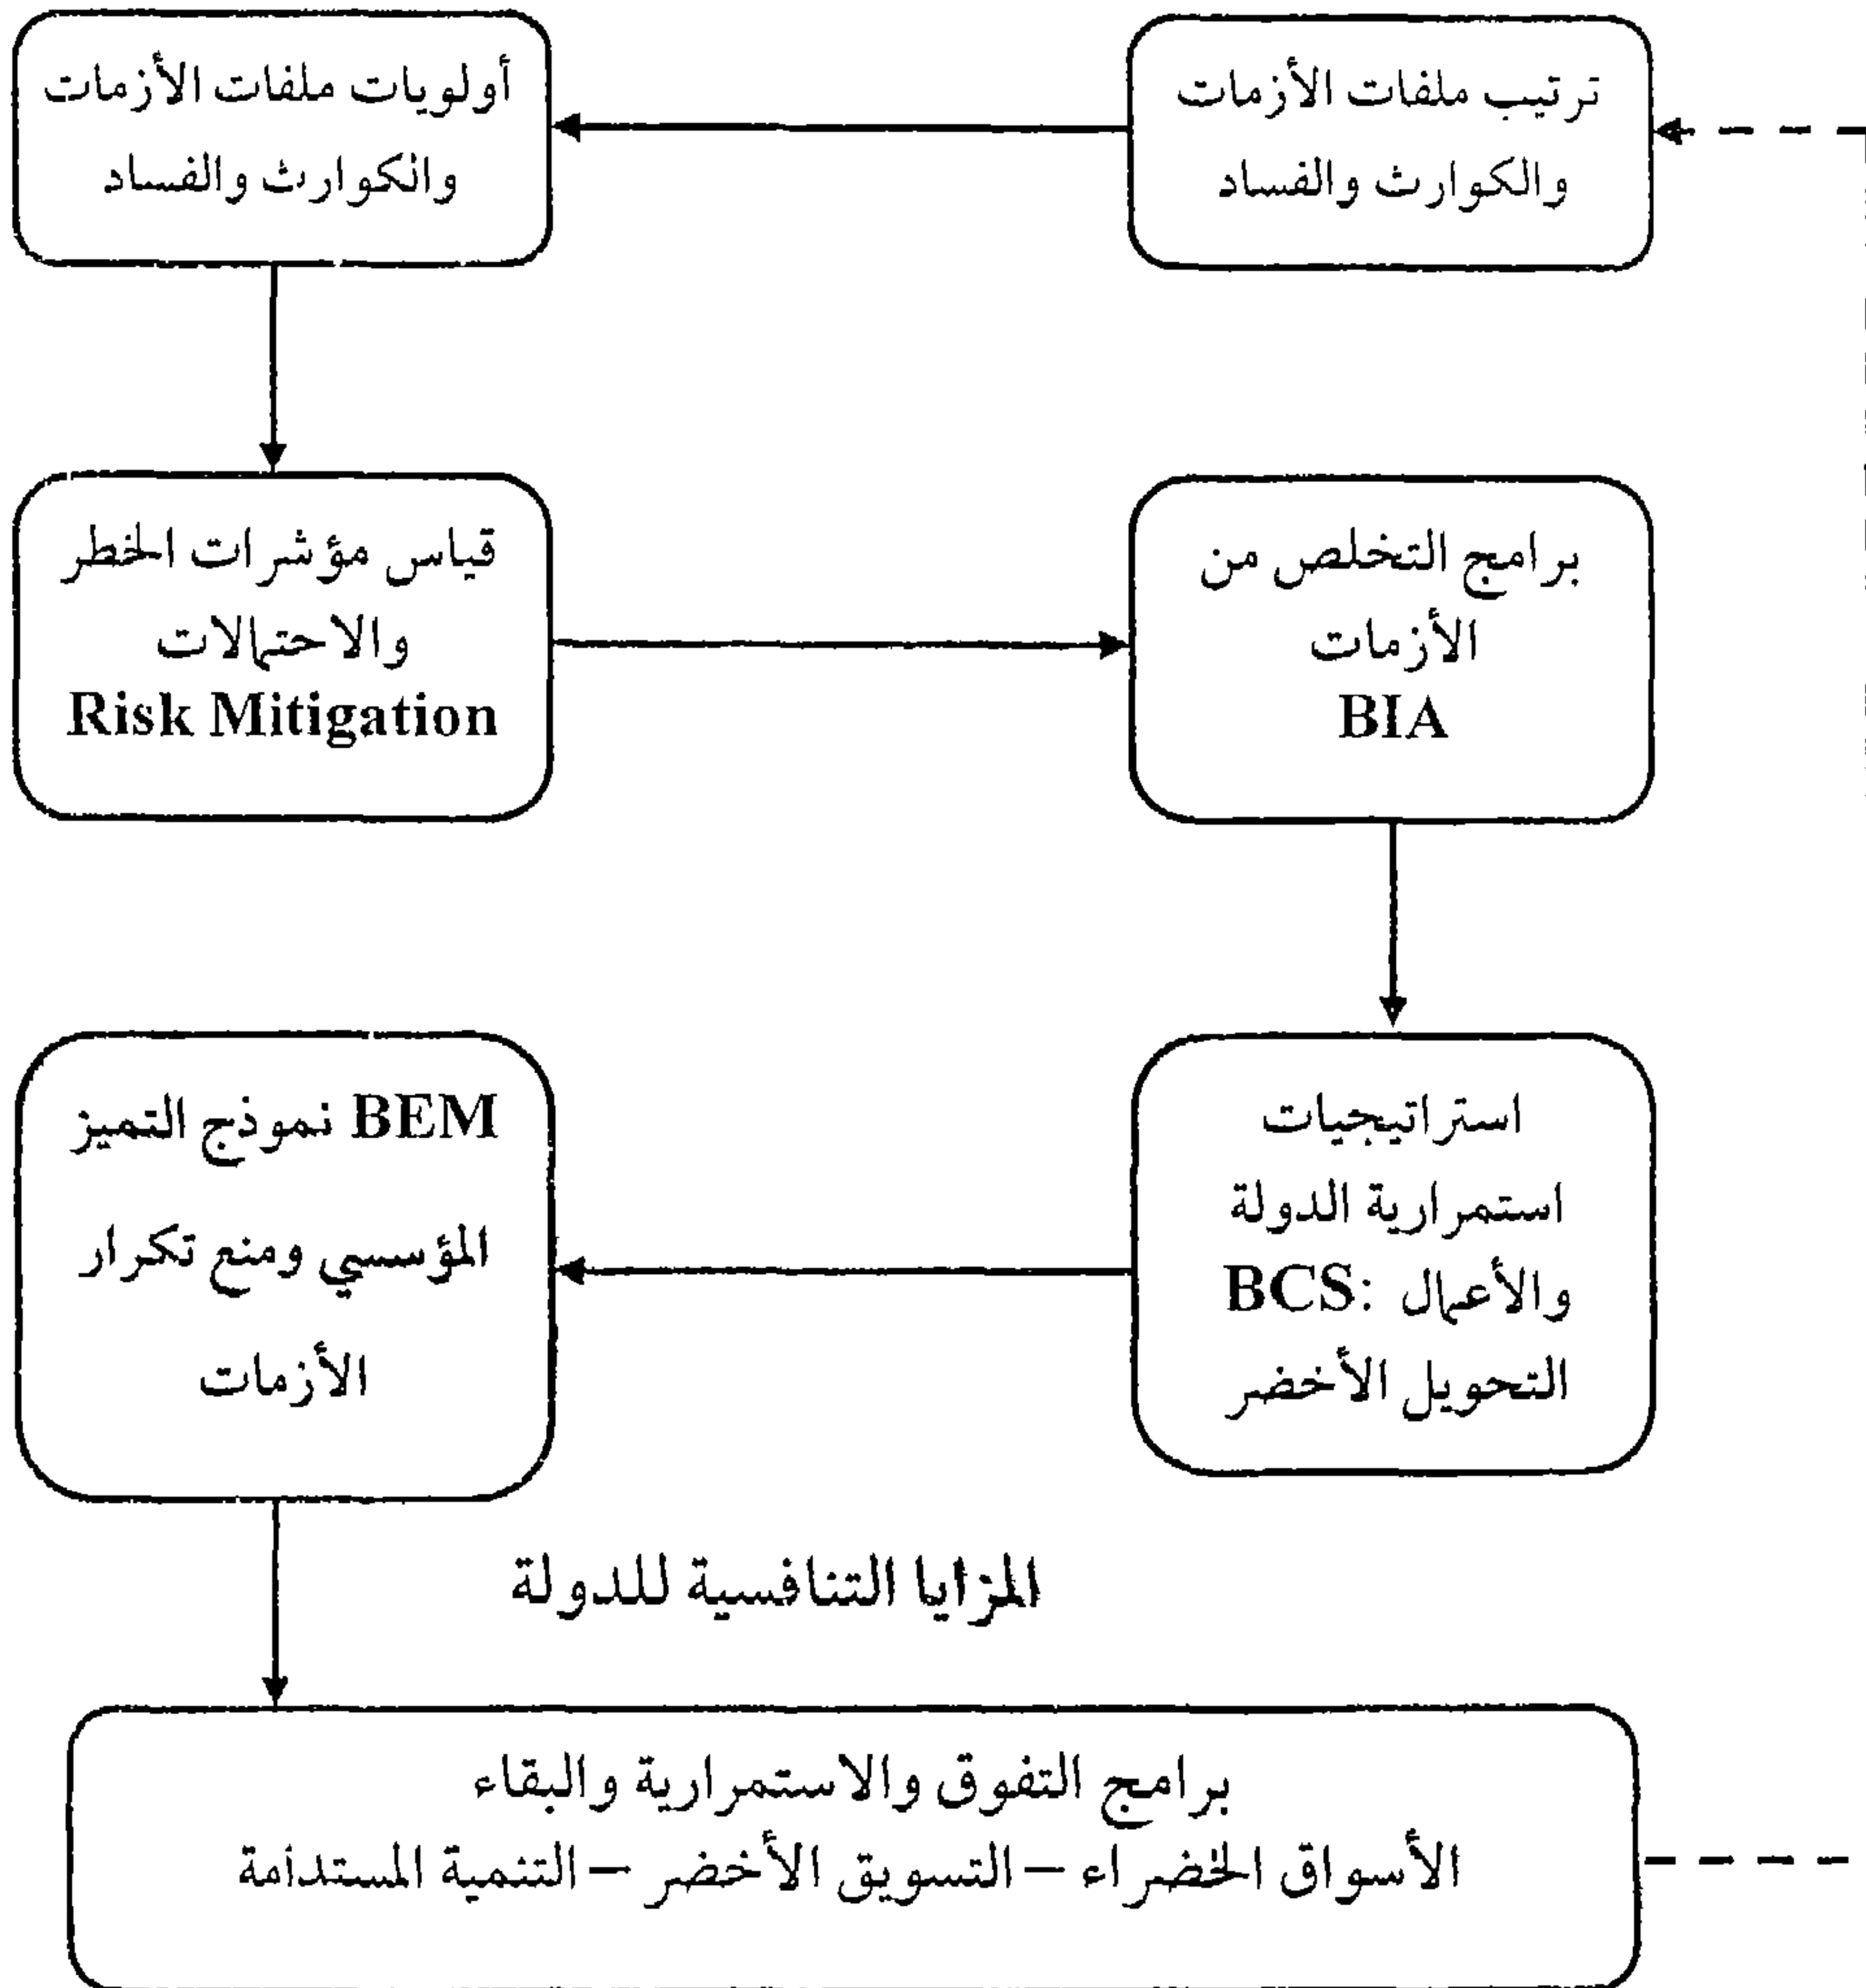 ترتيب ملفات الأزمات
والكوارث والفساد
أولويات ملفات الأزمات
والكوارث والفساد
قياس مؤشرات الخطر
والاحتمالات
Risk Mitigation
برامج التخلص من
الأزمات
BIA
استراتيجيات
استمرارية الدولة
والأعمال :BCS
التحويل الأخضر
BEM نموذج التميز
المؤسسي ومنع تكرار
الأزمات
المزايا التنافسية للدولة
برامج التفوق والاستمرارية والبقاء
الأسواق الخضراء – التسويق الأخضر – التنمية المستدامة